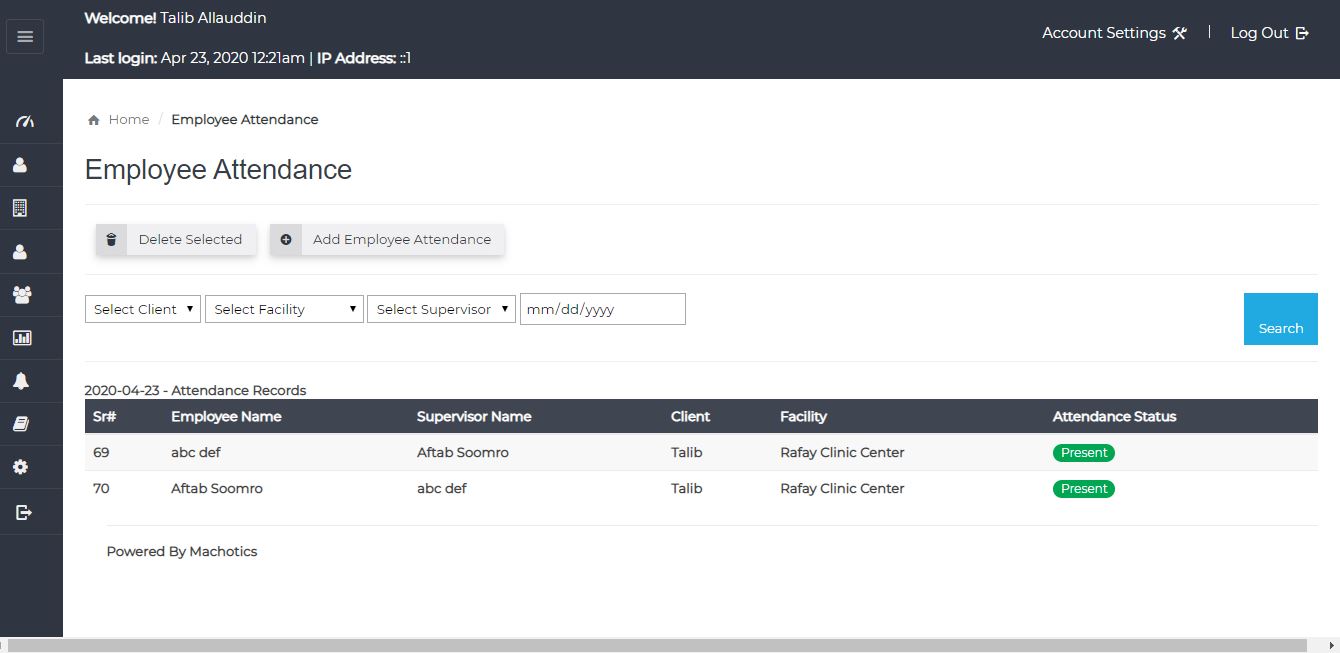 Welcome! Talib Allauddin
Account Settings | Log Out
Last login: Apr 23, 2020 12:21am | IP Address: ::1
Home / Employee Attendance
Employee Attendance
Delete Selected Add Employee Attendance
Select Client Select Facility Select Supervisor mm/dd/yyyy
Search
2020-04-23 - Attendance Records
Sr# Employee Name Supervisor Name Client Facility Attendance Status
69 abc def Aftab Soomro Talib Rafay Clinic Center Present
70 Aftab Soomro abc def Talib Rafay Clinic Center Present
Powered By Machotics